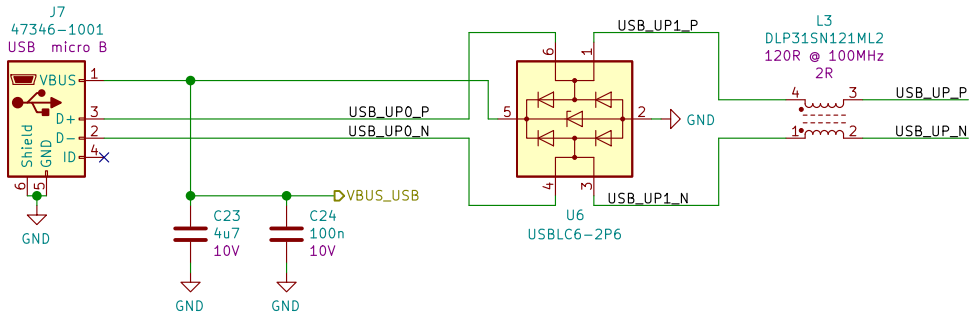 J7
47346-1001
USB micro B
VBUS 1
D+ 3
D- 2
ID 4
Shield
GND
6
5
GND
USB_UP0_P
USB_UP0_N
VBUS_USB
C23
4u7
10V
GND
C24
100n
10V
GND
6
1
5
2
4
3
GND
U6
USBLC6-2P6
USB_UP1_P
USB_UP1_N
L3
DLP31SN121ML2
120R @ 100MHz
2R
4
3
1
2
USB_UP_P
USB_UP_N